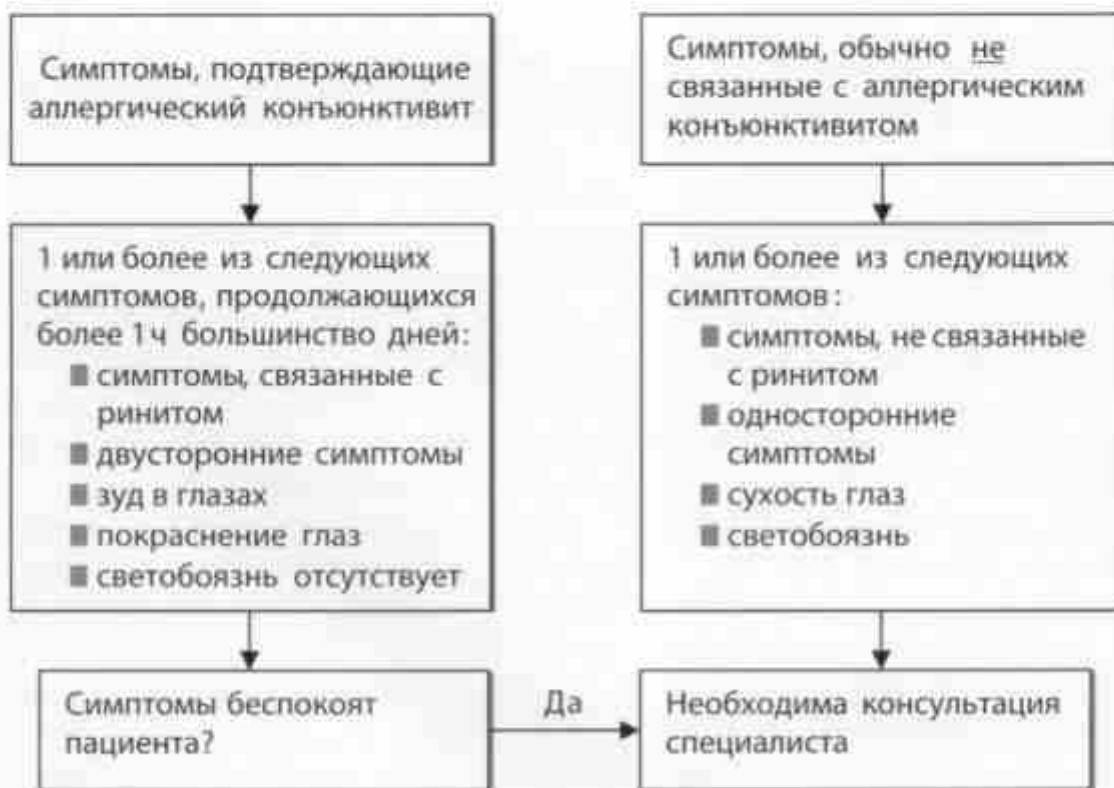 Симптомы, подтверждающие
аллергический конъюнктивит
Симптомы, обычно не
связанные с аллергическим
конъюнктивитом
1 или более из следующих
симптомов, продолжающихся
более 1 ч большинство дней:
симптомы, связанные с
ринитом
двусторонние симптомы
зуд в глазах
покраснение глаз
светобоязнь отсутствует
1 или более из следующих
симптомов:
симптомы, не связанные
с ринитом
односторонние
симптомы
сухость глаз
светобоязнь
Симптомы беспокоят
пациента?
Да
Необходима консультация
специалиста